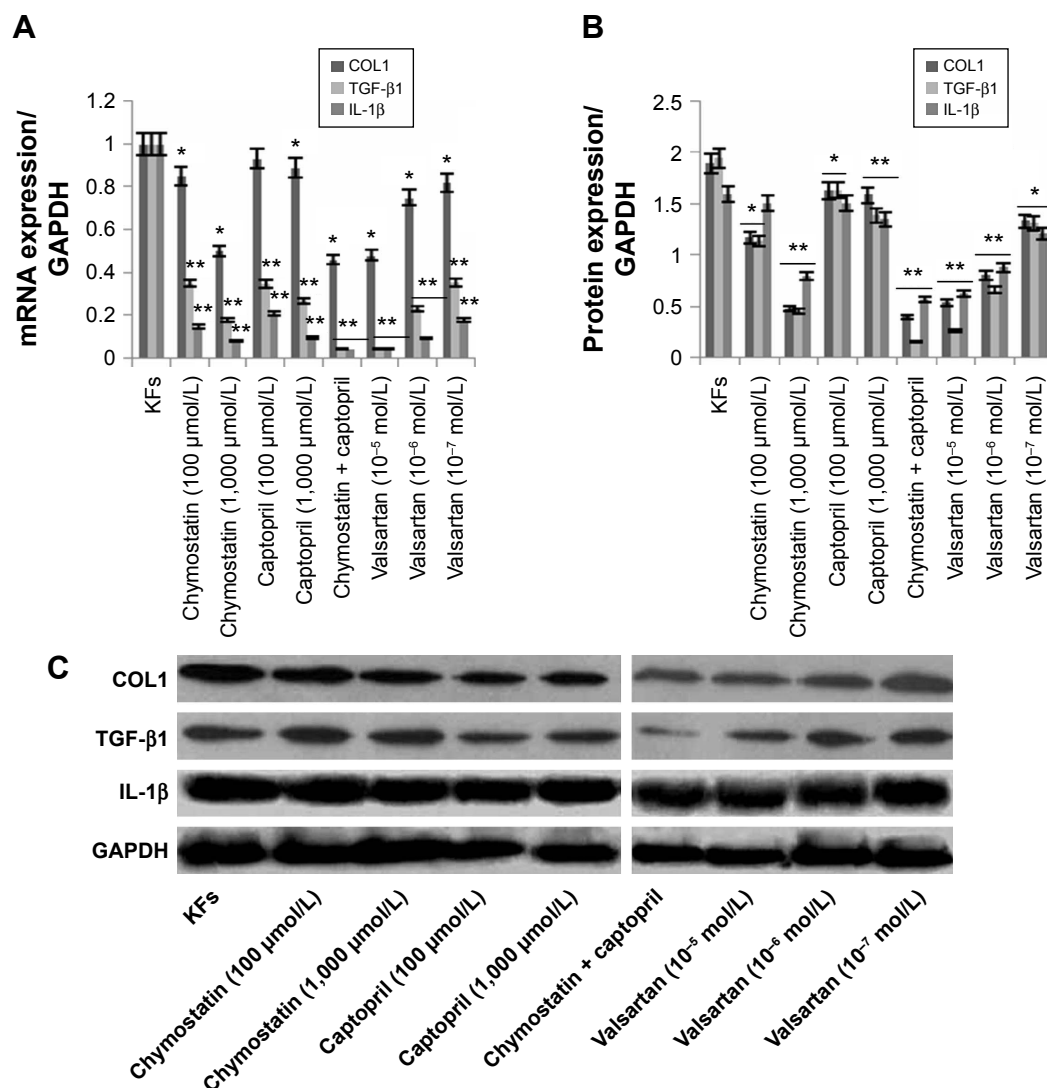 A
COL1
TGF-β1
IL-1β
mRNA expression/
GAPDH
1.2
1
0.8
0.6
0.4
0.2
0
*
**
**
*
**
**
**
**
*
**
**
*
**
*
**
*
**
*
**
**
KFs
Chymostatin (100 µmol/L)
Chymostatin (1,000 µmol/L)
Captopril (100 µmol/L)
Captopril (1,000 µmol/L)
Chymostatin + captopril
Valsartan (10⁻⁵ mol/L)
Valsartan (10⁻⁶ mol/L)
Valsartan (10⁻⁷ mol/L)
B
COL1
TGF-β1
IL-1β
Protein expression/
GAPDH
2.5
2
1.5
1
0.5
0
*
**
*
**
**
**
**
*
KFs
Chymostatin (100 µmol/L)
Chymostatin (1,000 µmol/L)
Captopril (100 µmol/L)
Captopril (1,000 µmol/L)
Chymostatin + captopril
Valsartan (10⁻⁵ mol/L)
Valsartan (10⁻⁶ mol/L)
Valsartan (10⁻⁷ mol/L)
C
COL1
TGF-β1
IL-1β
GAPDH
KFs
Chymostatin (100 µmol/L)
Chymostatin (1,000 µmol/L)
Captopril (100 µmol/L)
Captopril (1,000 µmol/L)
Chymostatin + captopril
Valsartan (10⁻⁵ mol/L)
Valsartan (10⁻⁶ mol/L)
Valsartan (10⁻⁷ mol/L)